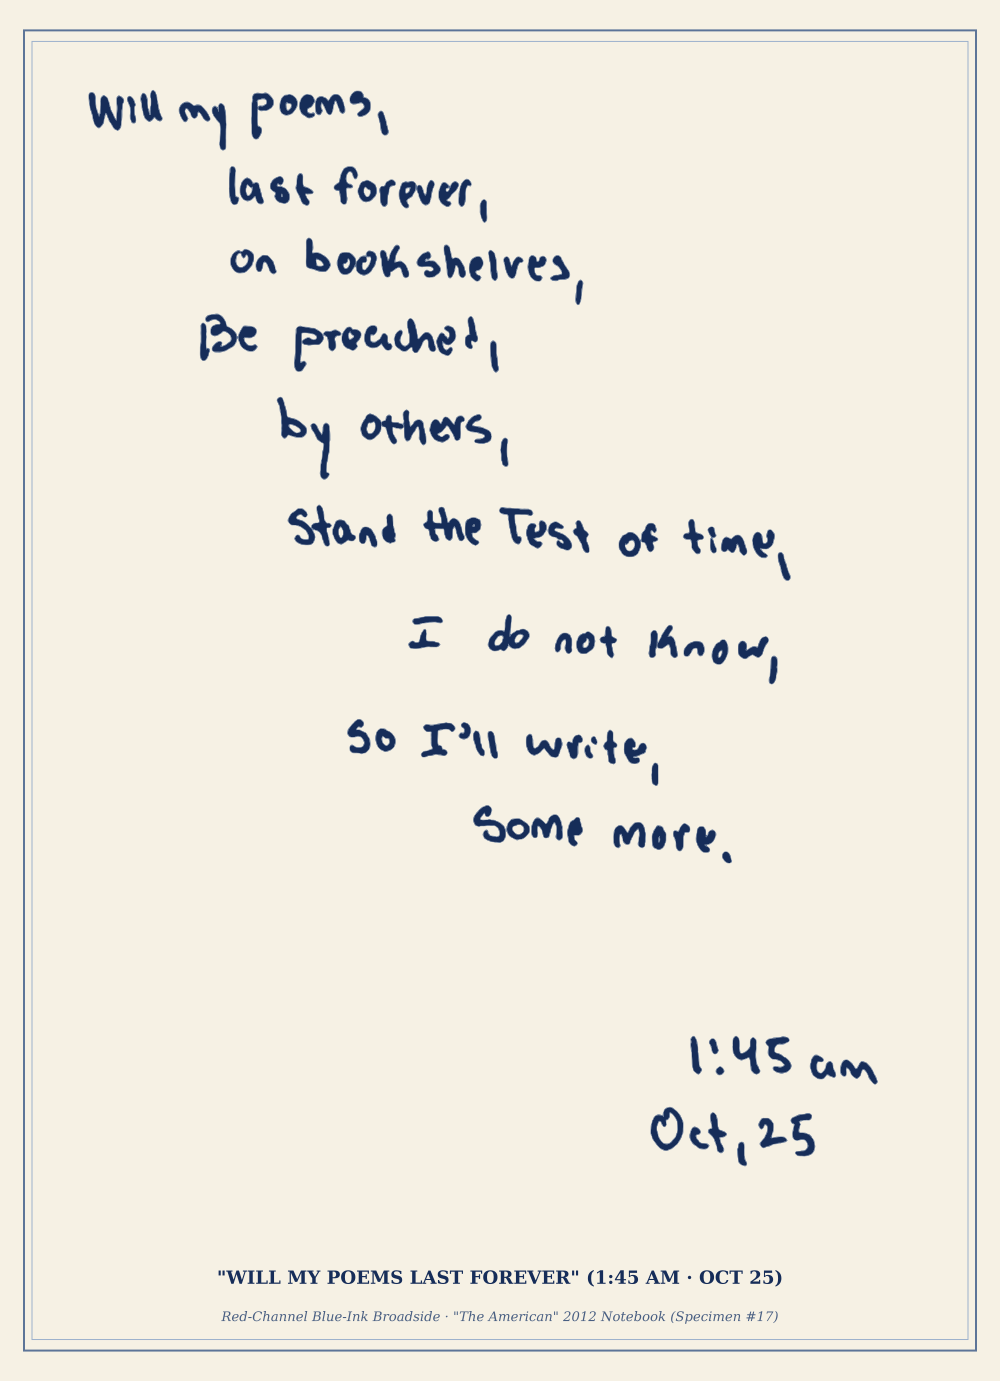 Will my poems,
last forever,
on bookshelves,
Be preached,
by others,
Stand the Test of time,
I do not know,
so I'll write,
Some more.
1:45 am
Oct, 25
"WILL MY POEMS LAST FOREVER" (1:45 AM · OCT 25)
Red-Channel Blue-Ink Broadside · "The American" 2012 Notebook (Specimen #17)